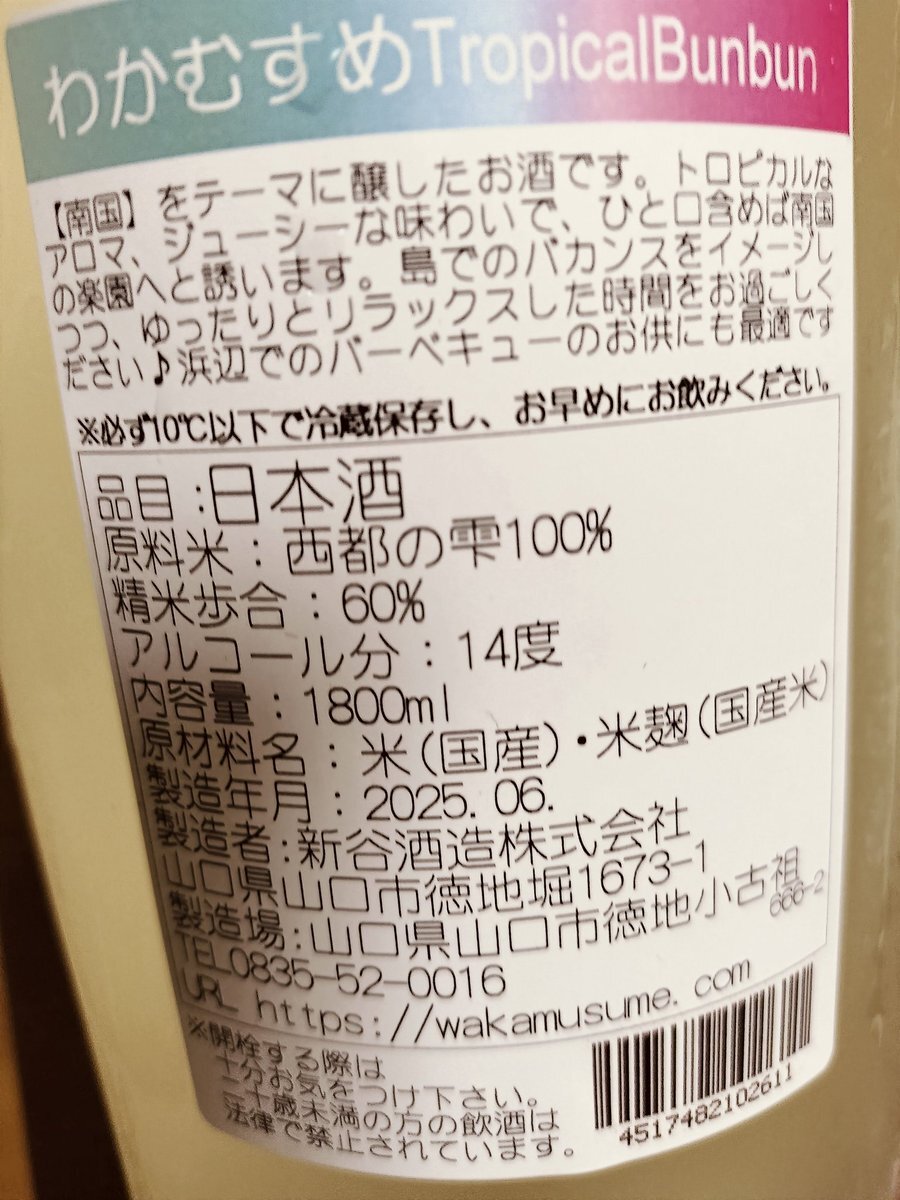 わかむすめTropicalBunbun
【南国】をテーマに醸したお酒です。トロピカルな
アロマ、ジューシーな味わいで、ひと口含めば南国
の楽園へと誘います。島でのバカンスをイメージし
つつ、ゆったりとリラックスした時間をお過ごしく
ださい♪浜辺でのバーベキューのお供にも最適です
※必ず10℃以下で冷蔵保存し、お早めにお飲みください。
品目:日本酒
原料米：西都の雫100%
精米歩合：60%
アルコール分：14度
内容量：1800ml
原材料名：米(国産)・米麹(国産米)
製造年月：2025.06.
製造者:新谷酒造株式会社
山口県山口市徳地堀1673-1
製造場:山口県山口市徳地小古祖
666-2
TEL0835-52-0016
URL https://wakamusume.com
※開栓する際は
十分お気をつけ下さい。
二十歳未満の方の飲酒は
法律で禁止されています。
4517482102611